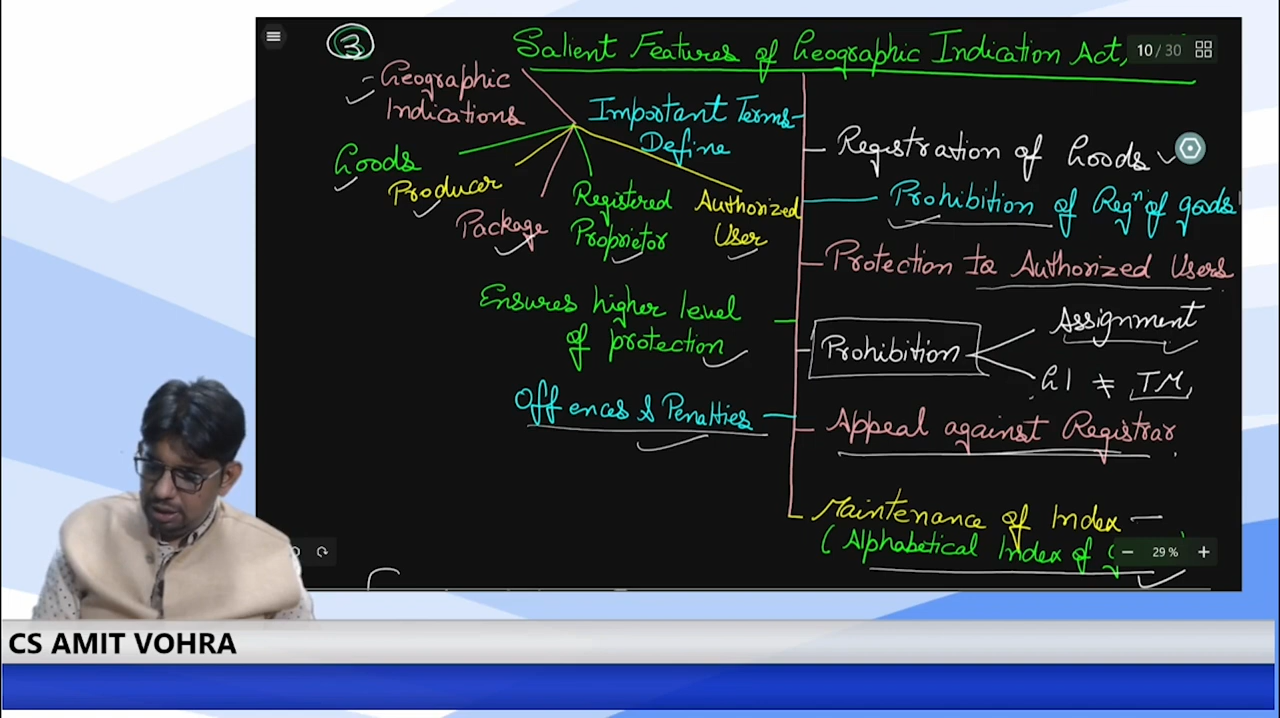 3
Salient Features of Geographic Indication Act,
10 / 30
Geographic
Indications
Important Terms
Define
Goods
Producer
Package
Registered
Proprietor
Authorized
User
Ensures higher level
of protection
Offences & Penalties
Registration of Goods
Prohibition of Regn of goods
Protection to Authorized Users
Prohibition
Assignment
GI ≠ TM
Appeal against Registrar
Maintenance of Index
(Alphabetical Index of
29 %
CS AMIT VOHRA